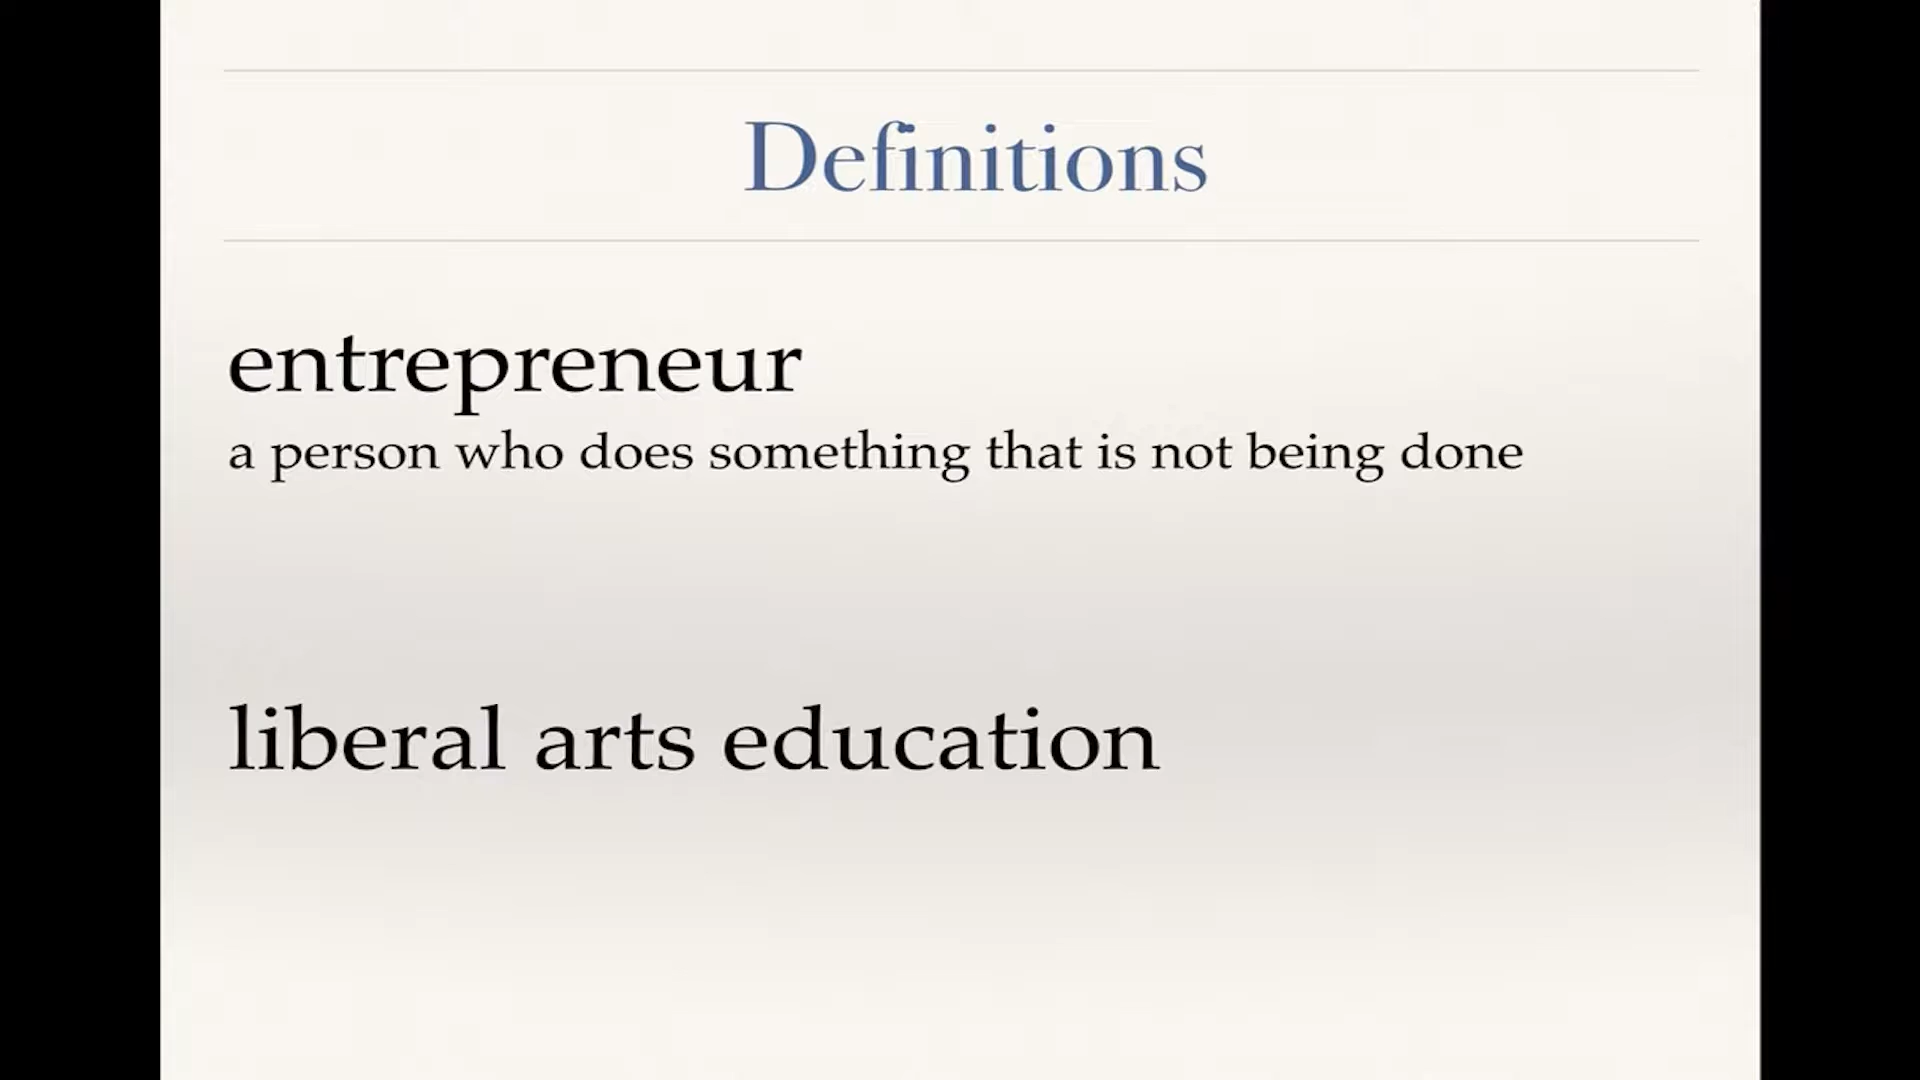 Definitions
entrepreneur
a person who does something that is not being done
liberal arts education